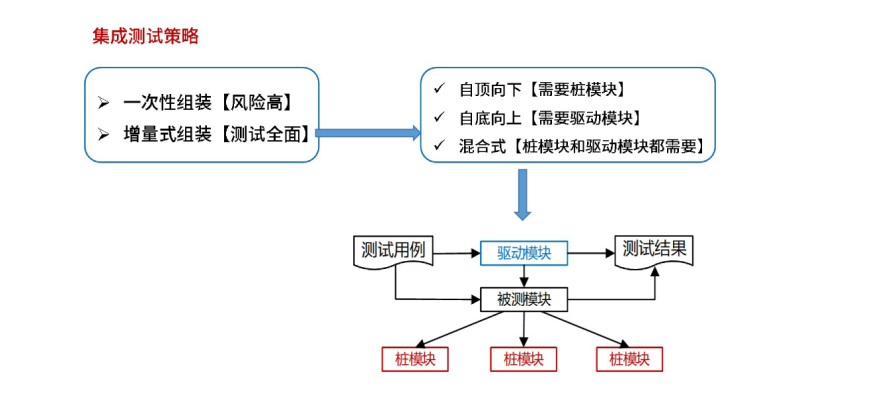 集成测试策略
➢ 一次性组装【风险高】
➢ 增量式组装【测试全面】
✓ 自顶向下【需要桩模块】
✓ 自底向上【需要驱动模块】
✓ 混合式【桩模块和驱动模块都需要】
测试用例
驱动模块
测试结果
被测模块
桩模块
桩模块
桩模块